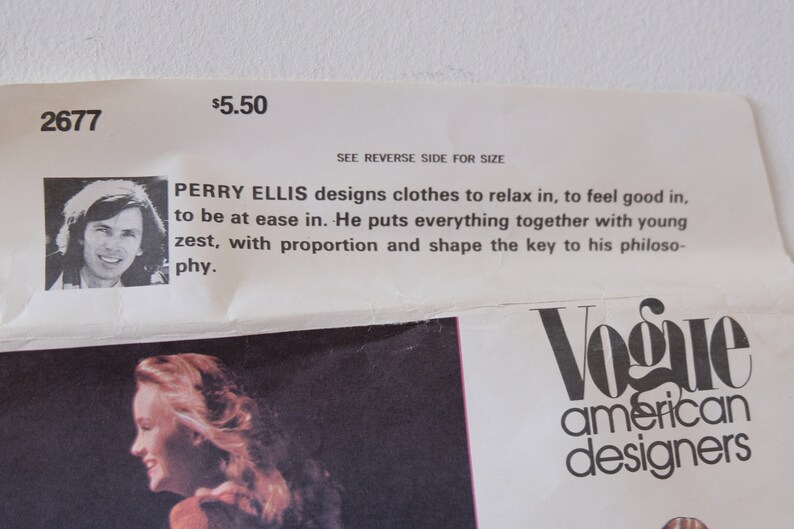 2677
$5.50
SEE REVERSE SIDE FOR SIZE
PERRY ELLIS designs clothes to relax in, to feel good in,
to be at ease in. He puts everything together with young
zest, with proportion and shape the key to his philoso-
phy.
Vogue
american
designers